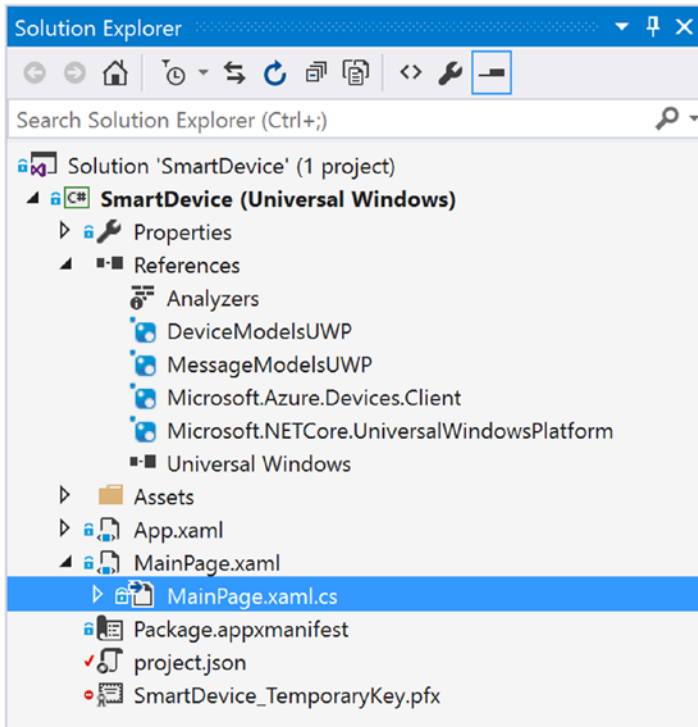 Solution Explorer
Search Solution Explorer (Ctrl+;)
Solution 'SmartDevice' (1 project)
C# SmartDevice (Universal Windows)
Properties
References
Analyzers
DeviceModelsUWP
MessageModelsUWP
Microsoft.Azure.Devices.Client
Microsoft.NETCore.UniversalWindowsPlatform
Universal Windows
Assets
App.xaml
MainPage.xaml
MainPage.xaml.cs
Package.appxmanifest
project.json
SmartDevice_TemporaryKey.pfx